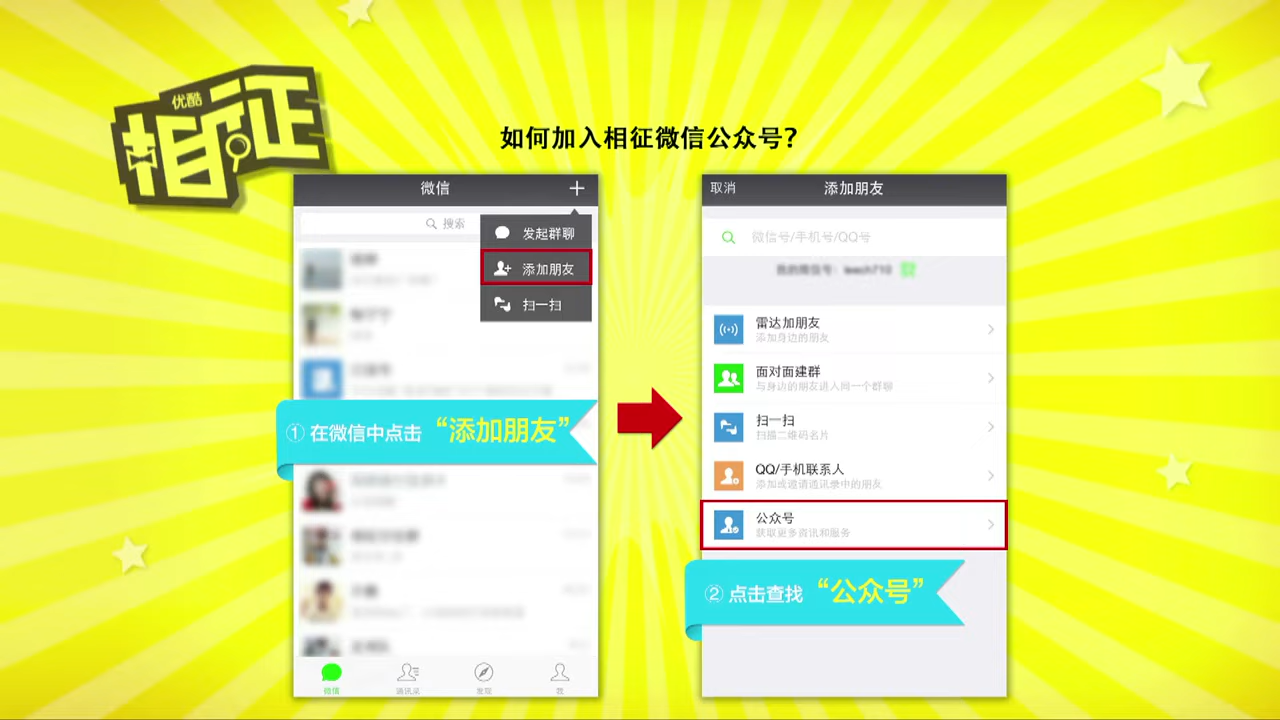 优酷
相征
如何加入相征微信公众号？
微信
搜索
发起群聊
添加朋友
扫一扫
① 在微信中点击 “添加朋友”
微信
通讯录
发现
我
取消
添加朋友
微信号/手机号/QQ号
我的微信号：
雷达加朋友
添加身边的朋友
面对面建群
与身边的朋友进入同一个群聊
扫一扫
扫描二维码名片
QQ/手机联系人
添加或邀请通讯录中的朋友
公众号
获取更多资讯和服务
② 点击查找 “公众号”